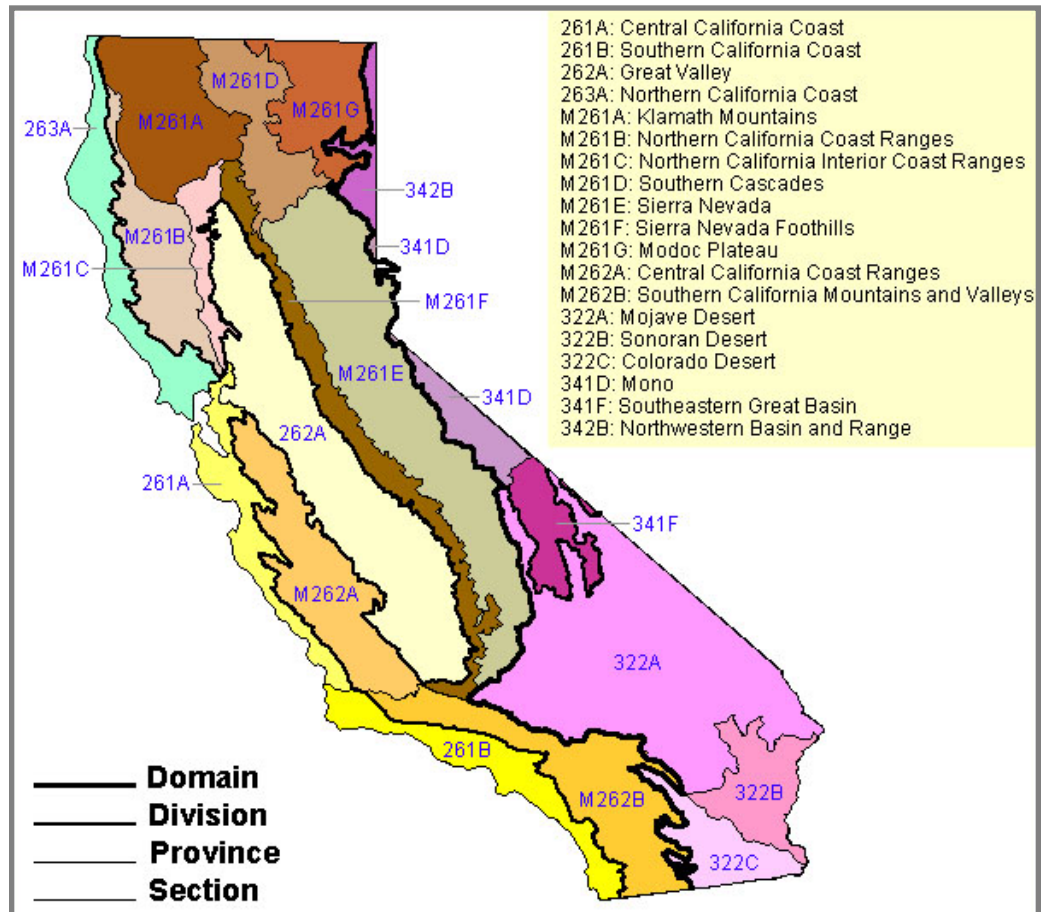 261A: Central California Coast
261B: Southern California Coast
262A: Great Valley
263A: Northern California Coast
M261A: Klamath Mountains
M261B: Northern California Coast Ranges
M261C: Northern California Interior Coast Ranges
M261D: Southern Cascades
M261E: Sierra Nevada
M261F: Sierra Nevada Foothills
M261G: Modoc Plateau
M262A: Central California Coast Ranges
M262B: Southern California Mountains and Valleys
322A: Mojave Desert
322B: Sonoran Desert
322C: Colorado Desert
341D: Mono
341F: Southeastern Great Basin
342B: Northwestern Basin and Range
M261D
M261G
263A
M261A
342B
M261B
341D
M261C
M261F
M261E
341D
262A
261A
341F
M262A
322A
261B
M262B
322B
322C
Domain
Division
Province
Section